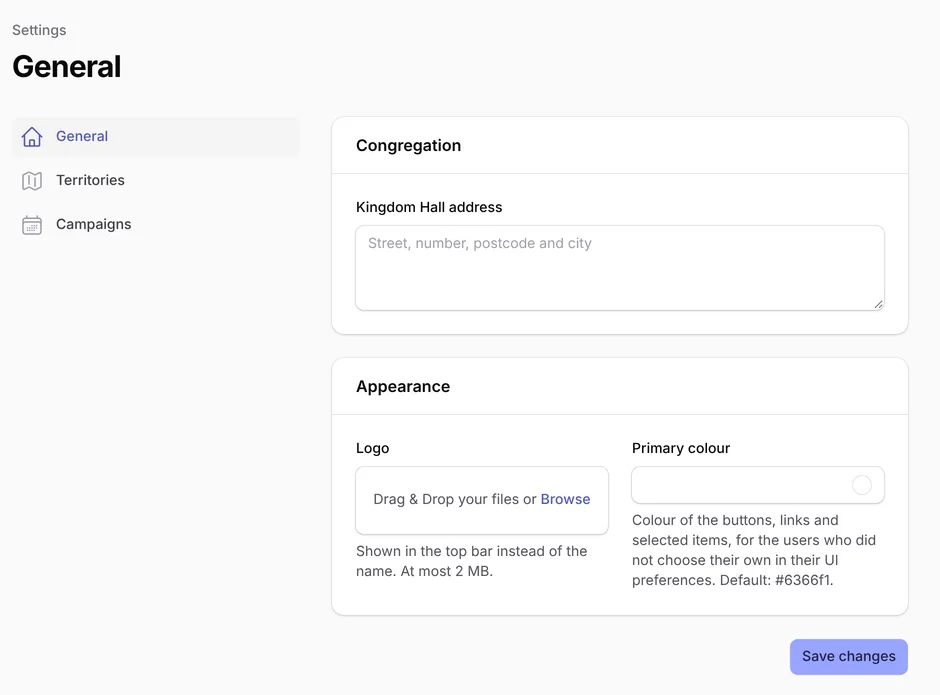 Settings
General
General
Territories
Campaigns
Congregation
Kingdom Hall address
Street, number, postcode and city
Appearance
Logo
Drag & Drop your files or Browse
Shown in the top bar instead of the
name. At most 2 MB.
Primary colour
Colour of the buttons, links and
selected items, for the users who did
not choose their own in their UI
preferences. Default: #6366f1.
Save changes